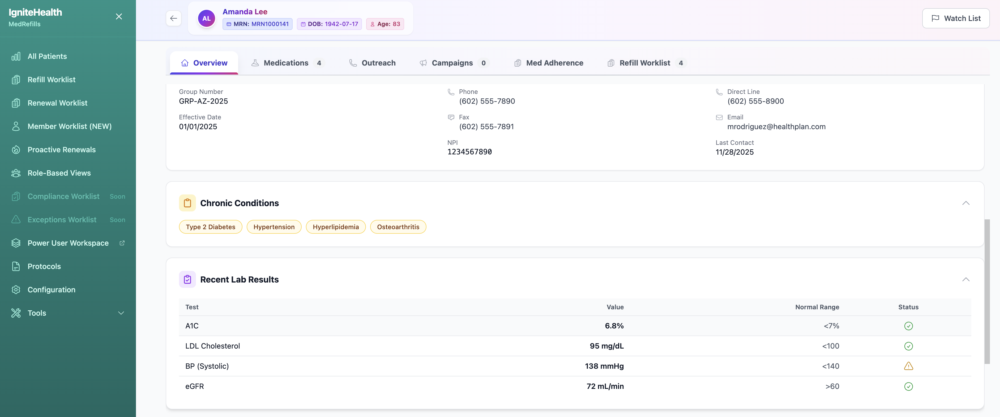 IgniteHealth
MedRefills
All Patients
Refill Worklist
Renewal Worklist
Member Worklist (NEW)
Proactive Renewals
Role-Based Views
Compliance Worklist Soon
Exceptions Worklist Soon
Power User Workspace
Protocols
Configuration
Tools
AL
Amanda Lee
MRN: MRN1000141 DOB: 1942-07-17 Age: 83
Watch List
Overview Medications 4 Outreach Campaigns 0 Med Adherence Refill Worklist 4
Group Number
GRP-AZ-2025
Effective Date
01/01/2025
Phone
(602) 555-7890
Fax
(602) 555-7891
NPI
1234567890
Direct Line
(602) 555-8900
Email
mrodriguez@healthplan.com
Last Contact
11/28/2025
Chronic Conditions
Type 2 Diabetes Hypertension Hyperlipidemia Osteoarthritis
Recent Lab Results
Test Value Normal Range Status
A1C 6.8% <7%
LDL Cholesterol 95 mg/dL <100
BP (Systolic) 138 mmHg <140
eGFR 72 mL/min >60